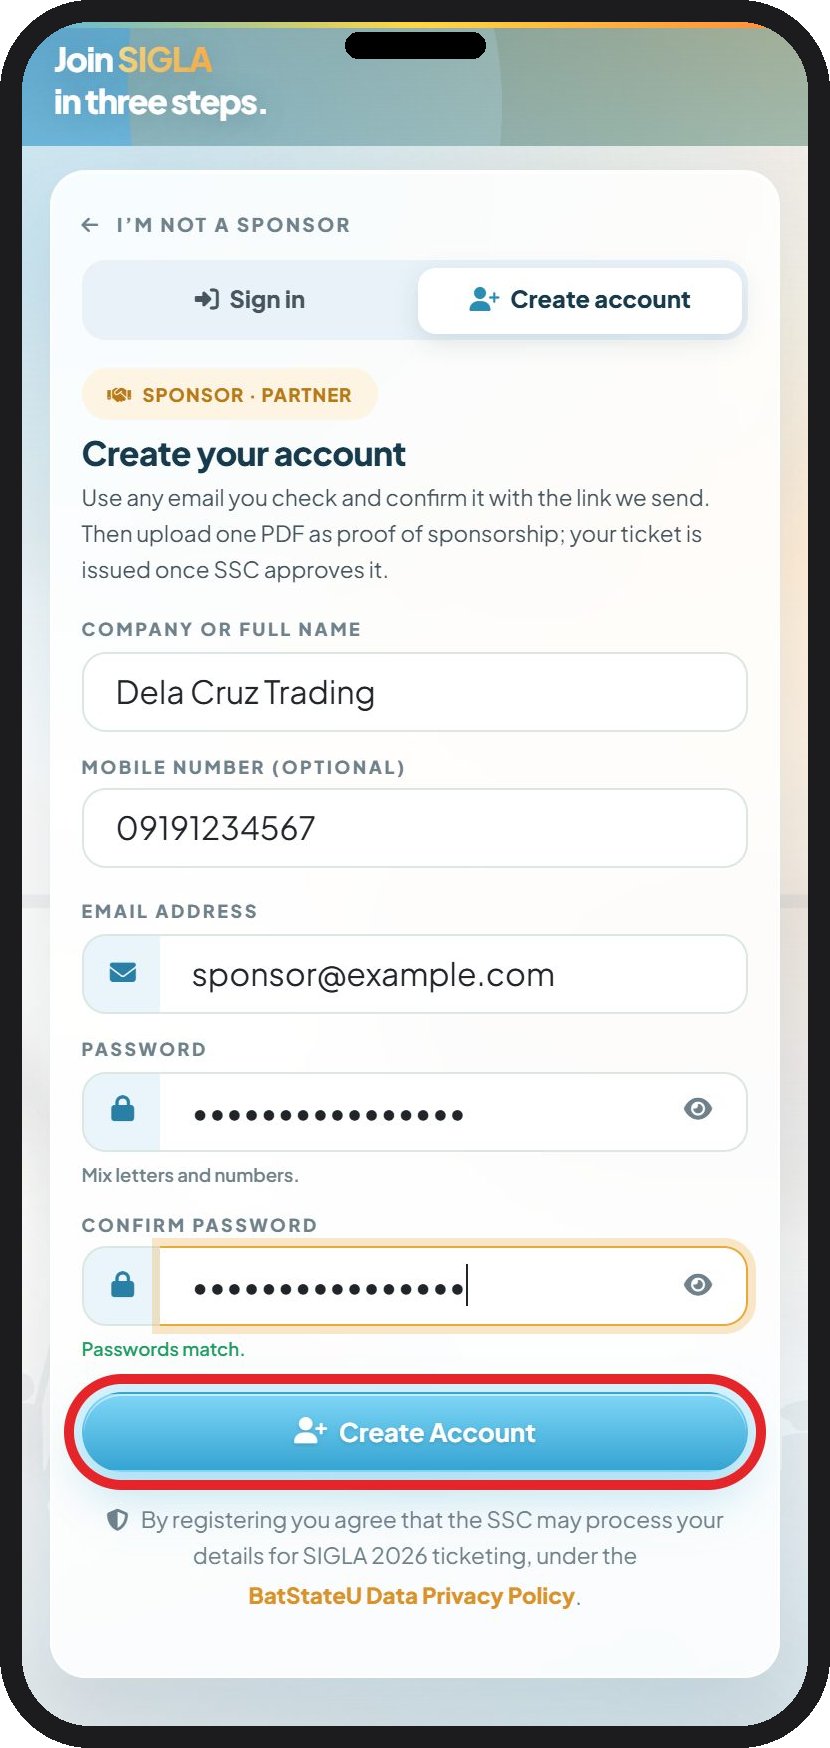 Join SIGLA
in three steps.
← I’M NOT A SPONSOR
Sign in
Create account
SPONSOR · PARTNER
Create your account
Use any email you check and confirm it with the link we send.
Then upload one PDF as proof of sponsorship; your ticket is
issued once SSC approves it.
COMPANY OR FULL NAME
Dela Cruz Trading
MOBILE NUMBER (OPTIONAL)
09191234567
EMAIL ADDRESS
sponsor@example.com
PASSWORD
••••••••••••••••
Mix letters and numbers.
CONFIRM PASSWORD
••••••••••••••••
Passwords match.
Create Account
By registering you agree that the SSC may process your
details for SIGLA 2026 ticketing, under the
BatStateU Data Privacy Policy.